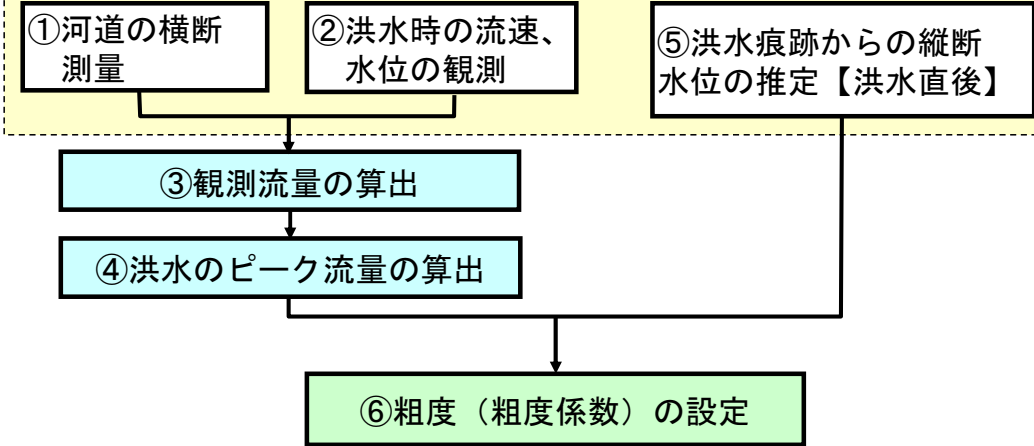 ①河道の横断
測量
②洪水時の流速、
水位の観測
⑤洪水痕跡からの縦断
水位の推定【洪水直後】
③観測流量の算出
④洪水のピーク流量の算出
⑥粗度（粗度係数）の設定